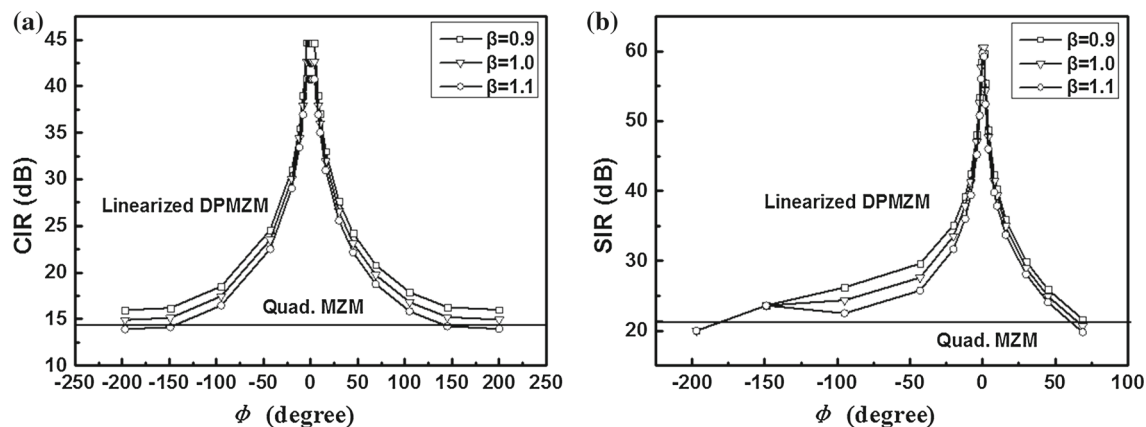 (a)
CIR (dB)
45
40
35
30
25
20
15
10
β=0.9
β=1.0
β=1.1
Linearized DPMZM
Quad. MZM
-250 -200 -150 -100 -50 0 50 100 150 200 250
Φ (degree)
(b)
SIR (dB)
60
50
40
30
20
β=0.9
β=1.0
β=1.1
Linearized DPMZM
Quad. MZM
-200 -150 -100 -50 0 50 100
Φ (degree)